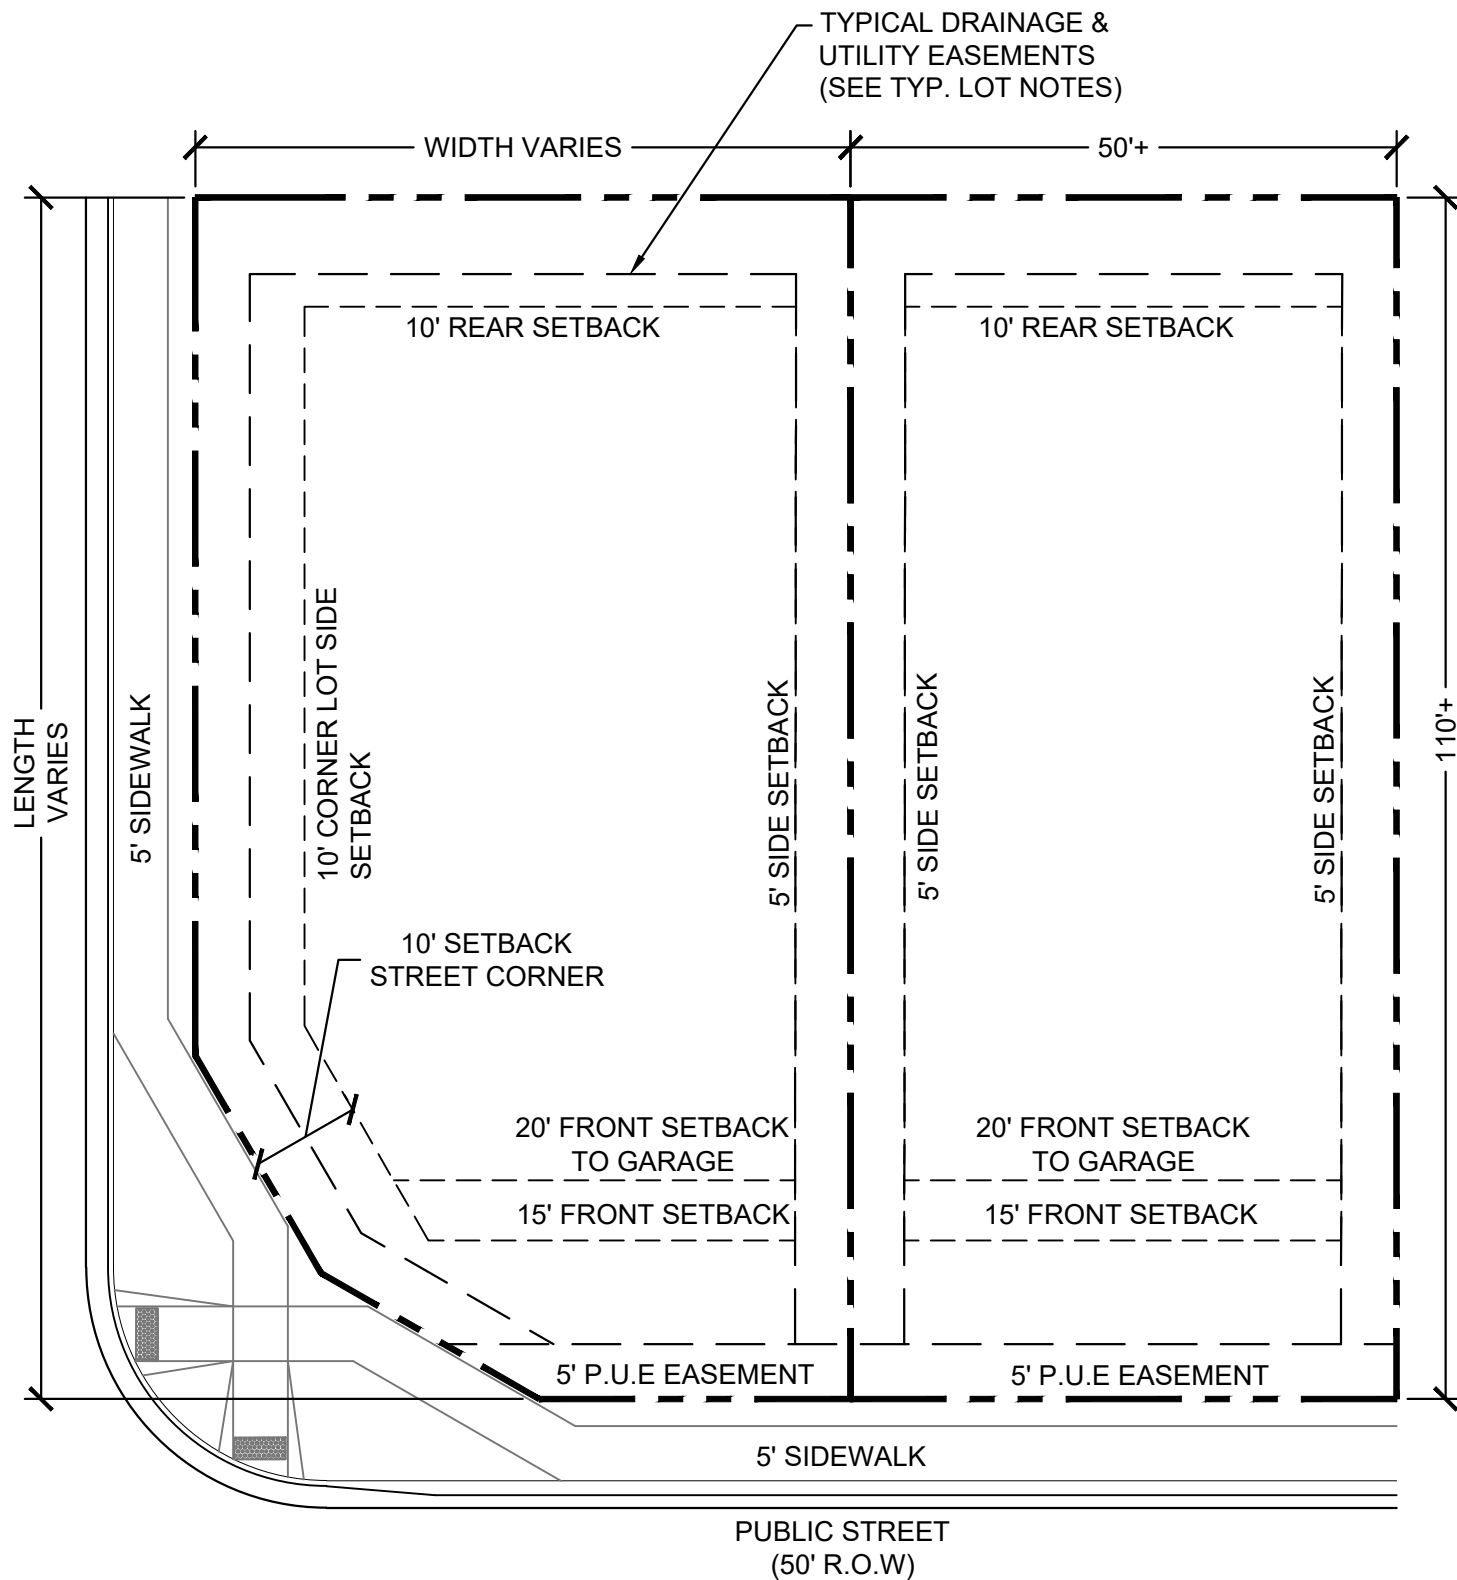 TYPICAL DRAINAGE &
UTILITY EASEMENTS
(SEE TYP. LOT NOTES)
WIDTH VARIES
50'+
10' REAR SETBACK
10' REAR SETBACK
LENGTH
VARIES
5' SIDEWALK
10' CORNER LOT SIDE
SETBACK
5' SIDE SETBACK
5' SIDE SETBACK
5' SIDE SETBACK
110'+
10' SETBACK
STREET CORNER
20' FRONT SETBACK
TO GARAGE
20' FRONT SETBACK
TO GARAGE
15' FRONT SETBACK
15' FRONT SETBACK
5' P.U.E EASEMENT
5' P.U.E EASEMENT
5' SIDEWALK
PUBLIC STREET
(50' R.O.W)